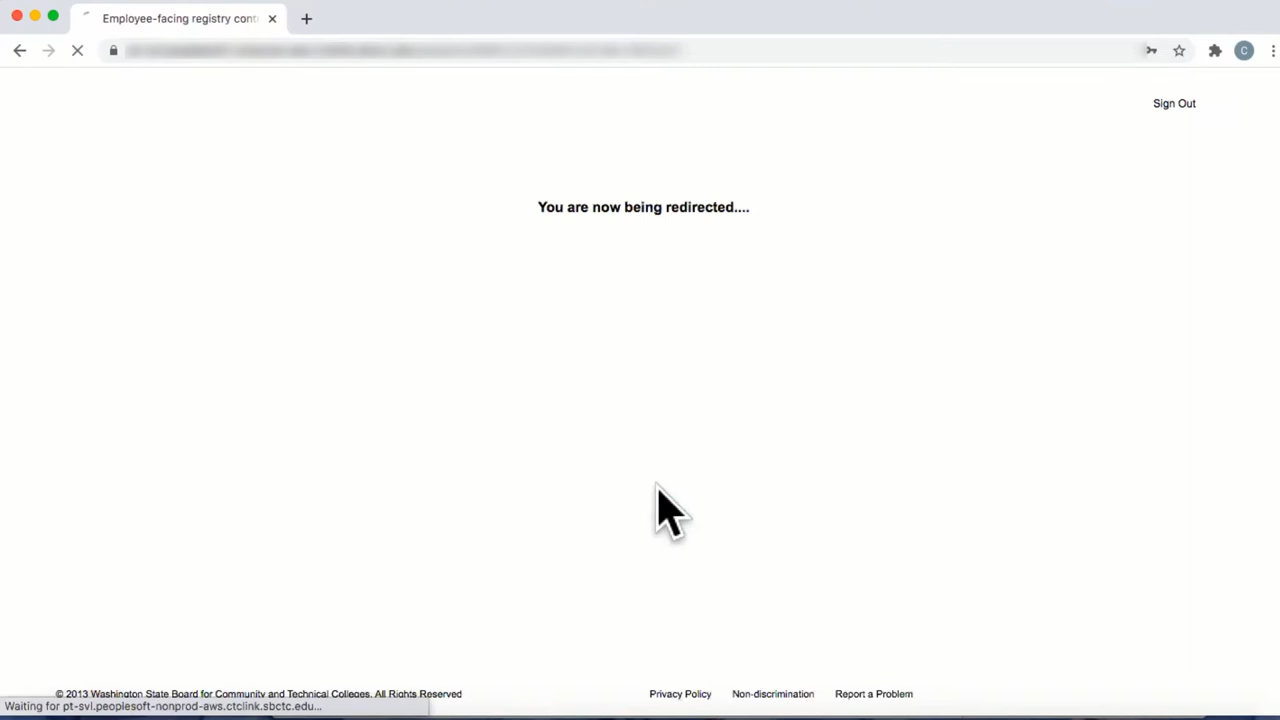 Employee-facing registry cont
C
Sign Out
You are now being redirected....
© 2013 Washington State Board for Community and Technical Colleges. All Rights Reserved
Privacy Policy Non-discrimination Report a Problem
Waiting for pt-svl.peoplesoft-nonprod-aws.ctclink.sbctc.edu...